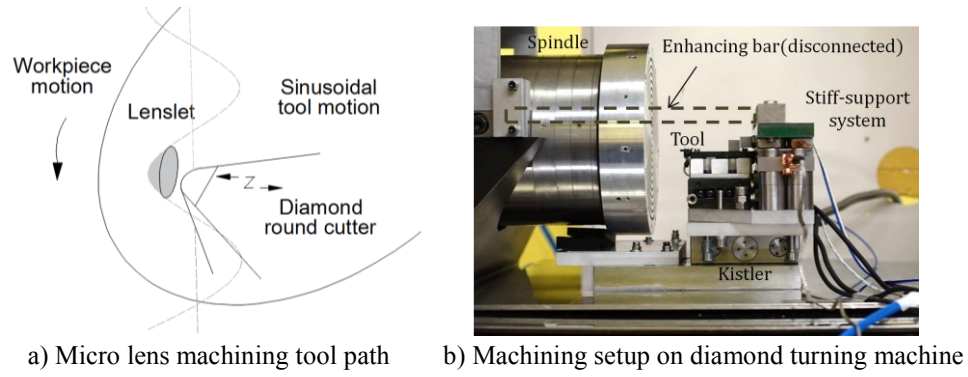 Workpiece
motion
Lenslet
Sinusoidal
tool motion
Z
Diamond
round cutter
a) Micro lens machining tool path
Spindle
Enhancing bar(disconnected)
Stiff-support
system
Tool
Kistler
b) Machining setup on diamond turning machine